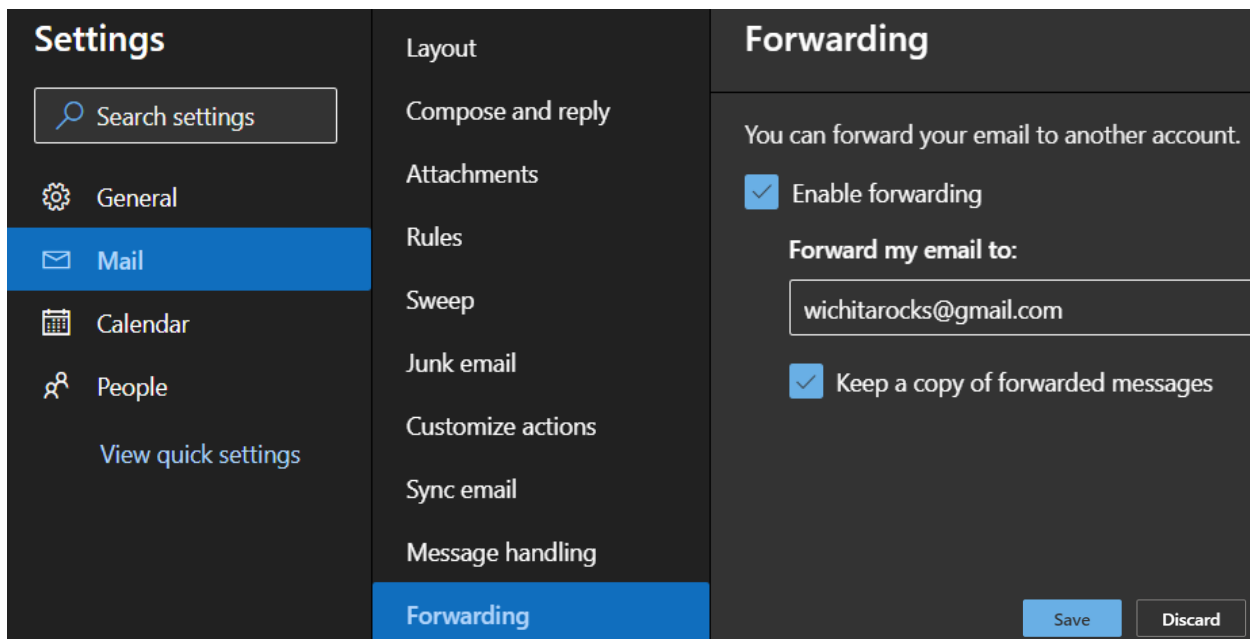 Settings
Search settings
General
Mail
Calendar
People
View quick settings
Layout
Compose and reply
Attachments
Rules
Sweep
Junk email
Customize actions
Sync email
Message handling
Forwarding
Forwarding
You can forward your email to another account.
Enable forwarding
Forward my email to:
wichitarocks@gmail.com
Keep a copy of forwarded messages
Save
Discard